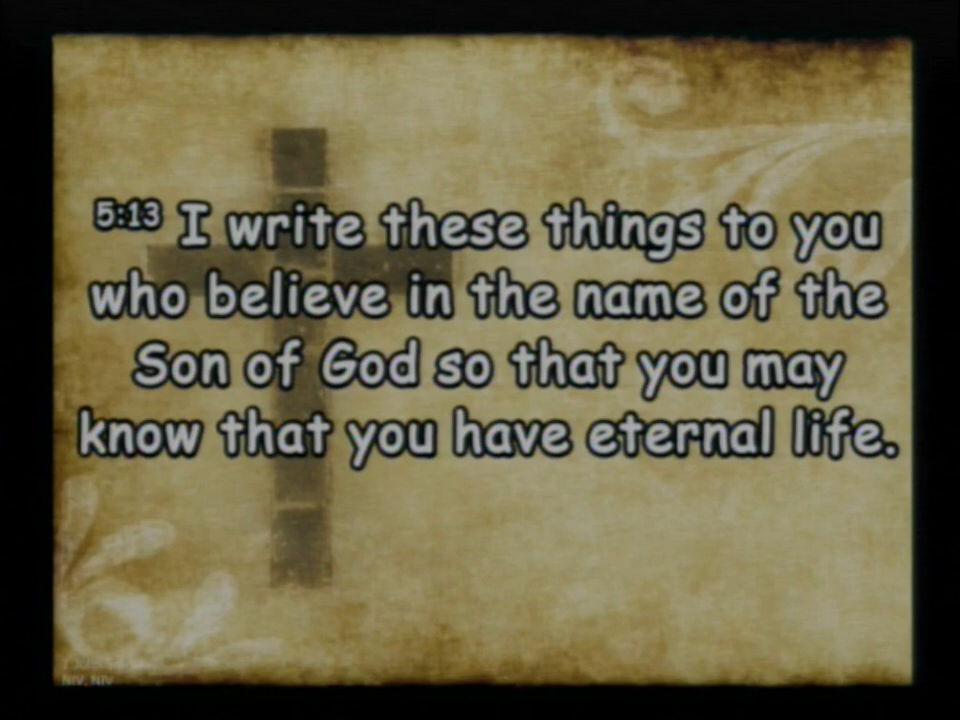 5:13 I write these things to you
who believe in the name of the
Son of God so that you may
know that you have eternal life.
NIV, NIV